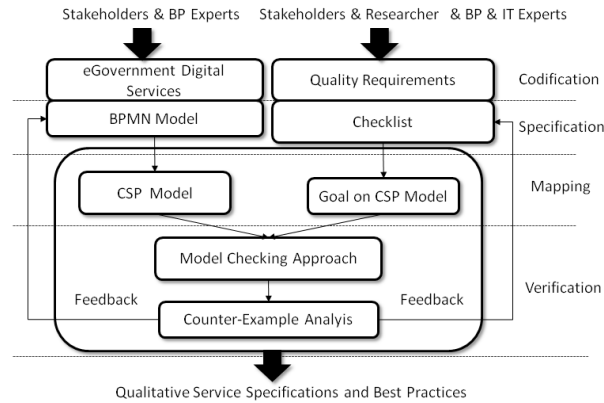 Stakeholders & BP Experts
Stakeholders & Researcher & BP & IT Experts
eGovernment Digital
Services
Quality Requirements
Codification
BPMN Model
Checklist
Specification
CSP Model
Goal on CSP Model
Mapping
Model Checking Approach
Feedback
Feedback
Verification
Counter-Example Analyis
Qualitative Service Specifications and Best Practices